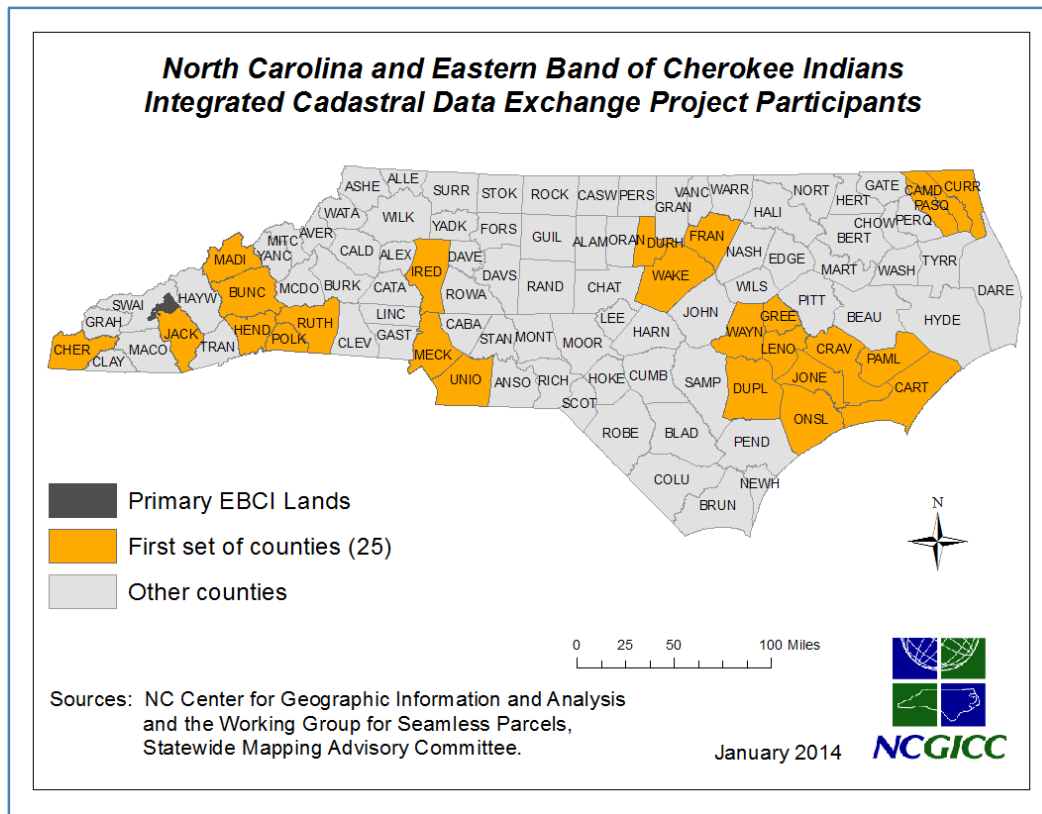 North Carolina and Eastern Band of Cherokee Indians
Integrated Cadastral Data Exchange Project Participants
ASHE ALLE SURR STOK ROCK CASW PERS VANC WARR NORT GATE CAMD CURR
GRAN HERT PASQ
WATA WILK YADK FORS GUIL ALAM ORAN DURH FRAN HALI CHOW PERQ
MITC AVER BERT
YANC CALD ALEX IRED DAVE NASH EDGE
MADI DAVS WAKE MART WASH TYRR
BUNC MCDO BURK CATA ROWA RAND CHAT WILS PITT DARE
SWAI HAYW
GRAH JACK HEND RUTH LINC LEE JOHN GREE BEAU HYDE
POLK GAST CABA HARN WAYN
CHER MACO TRAN CLEV STAN MONT MOOR LENO CRAV PAML
CLAY MECK
UNIO ANSO RICH HOKE CUMB SAMP DUPL JONE CART
SCOT
ONSL
ROBE BLAD PEND
COLU NEWH
BRUN
N
Primary EBCI Lands
First set of counties (25)
Other counties
0 25 50 100 Miles
Sources: NC Center for Geographic Information and Analysis
and the Working Group for Seamless Parcels,
Statewide Mapping Advisory Committee.
January 2014
NCGICC